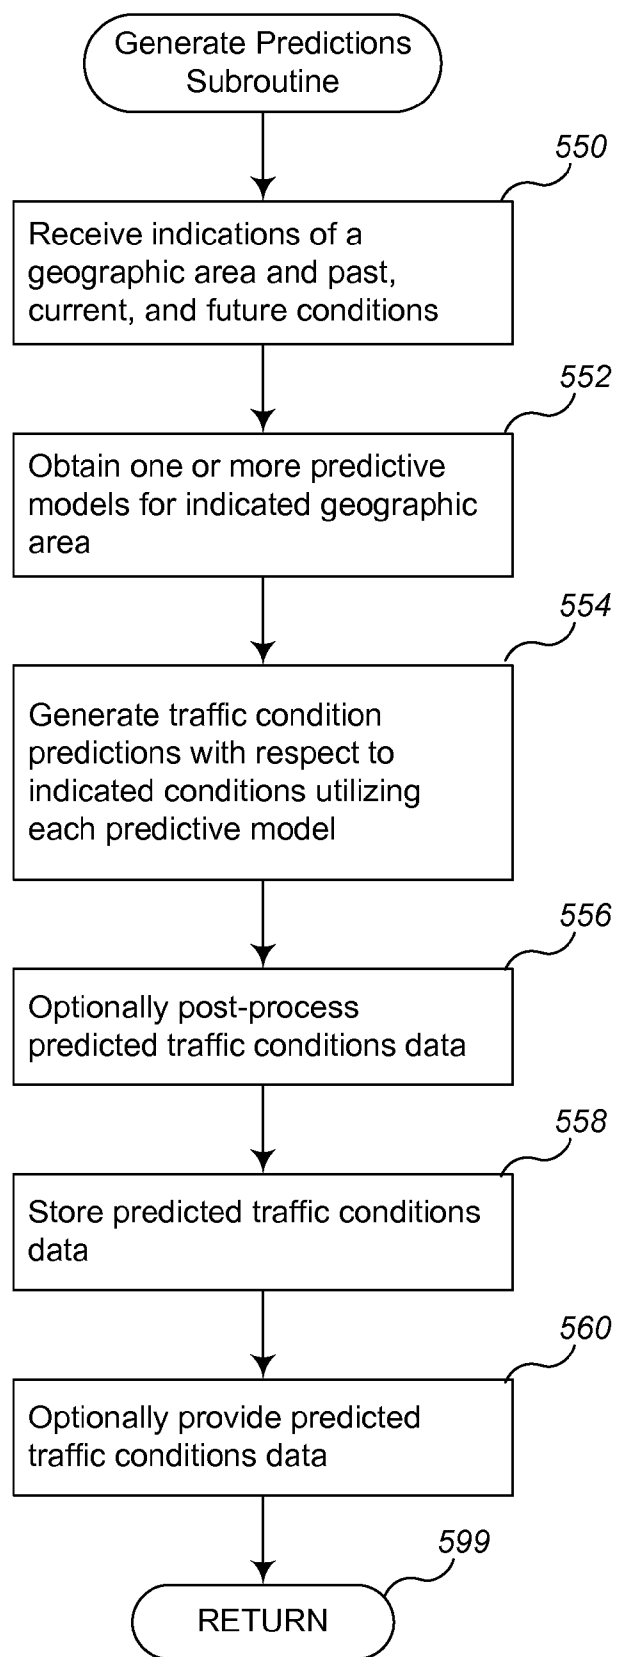 Generate Predictions
Subroutine
550
Receive indications of a
geographic area and past,
current, and future conditions
552
Obtain one or more predictive
models for indicated geographic
area
554
Generate traffic condition
predictions with respect to
indicated conditions utilizing
each predictive model
556
Optionally post-process
predicted traffic conditions data
558
Store predicted traffic conditions
data
560
Optionally provide predicted
traffic conditions data
599
RETURN